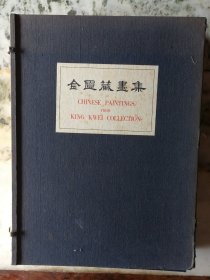 金匱藏畫集
CHINESE PAINTINGS
FROM
KING KWEI COLLECTION